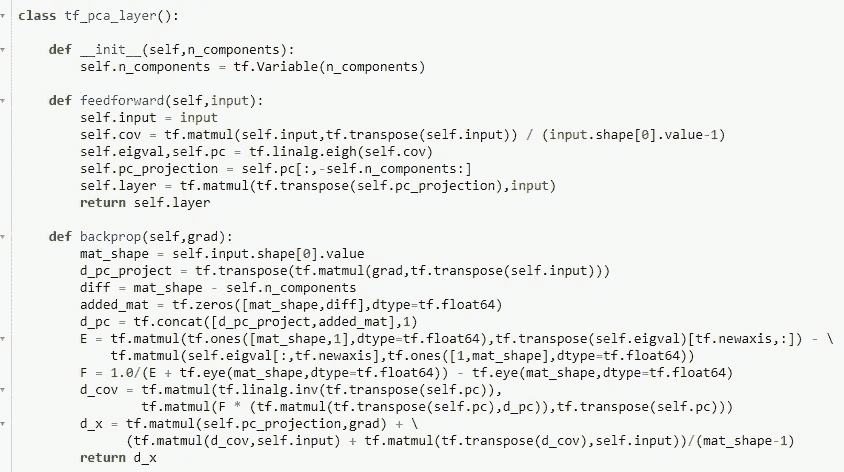 class tf_pca_layer():
def __init__(self,n_components):
self.n_components = tf.Variable(n_components)
def feedforward(self,input):
self.input = input
self.cov = tf.matmul(self.input,tf.transpose(self.input)) / (input.shape[0].value-1)
self.eigval,self.pc = tf.linalg.eigh(self.cov)
self.pc_projection = self.pc[:,-self.n_components:]
self.layer = tf.matmul(tf.transpose(self.pc_projection),input)
return self.layer
def backprop(self,grad):
mat_shape = self.input.shape[0].value
d_pc_project = tf.transpose(tf.matmul(grad,tf.transpose(self.input)))
diff = mat_shape - self.n_components
added_mat = tf.zeros([mat_shape,diff],dtype=tf.float64)
d_pc = tf.concat([d_pc_project,added_mat],1)
E = tf.matmul(tf.ones([mat_shape,1],dtype=tf.float64),tf.transpose(self.eigval)[tf.newaxis,:]) - \
tf.matmul(self.eigval[:,tf.newaxis],tf.ones([1,mat_shape],dtype=tf.float64))
F = 1.0/(E + tf.eye(mat_shape,dtype=tf.float64)) - tf.eye(mat_shape,dtype=tf.float64)
d_cov = tf.matmul(tf.linalg.inv(tf.transpose(self.pc)),
tf.matmul(F * (tf.matmul(tf.transpose(self.pc),d_pc)),tf.transpose(self.pc)))
d_x = tf.matmul(self.pc_projection,grad) + \
(tf.matmul(d_cov,self.input) + tf.matmul(tf.transpose(d_cov),self.input))/(mat_shape-1)
return d_x